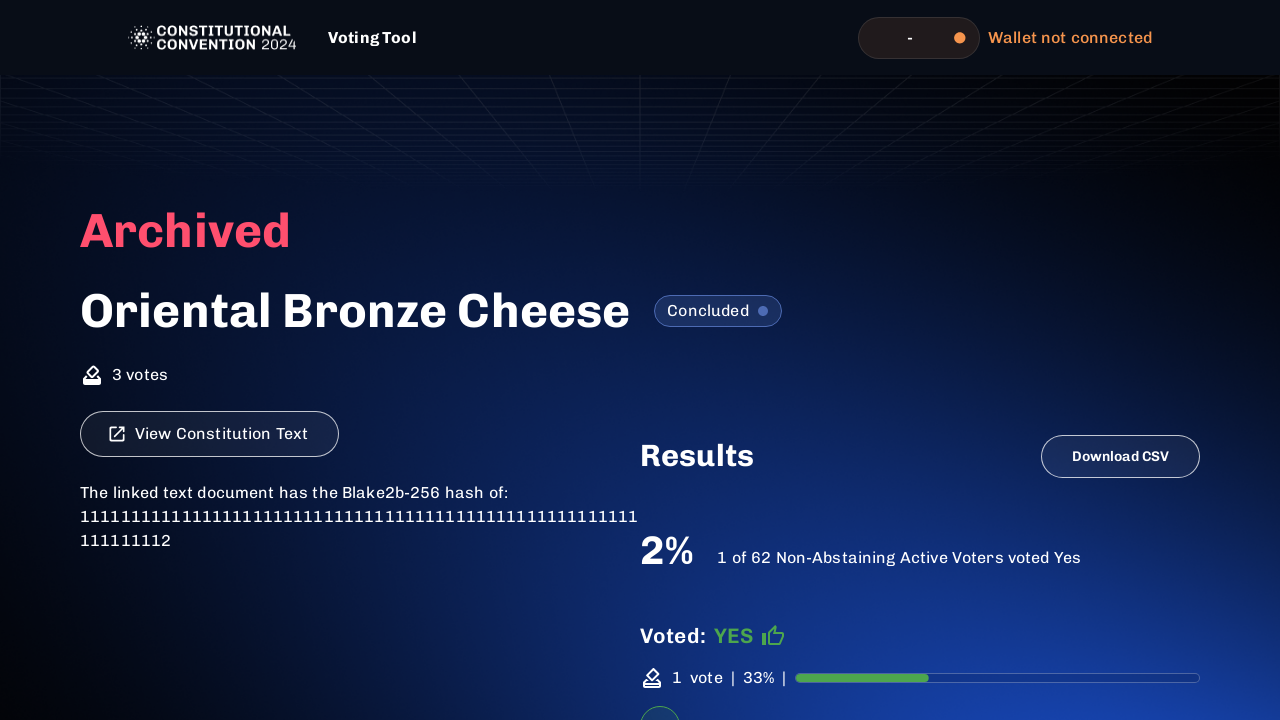 CONSTITUTIONAL
CONVENTION 2024
Voting Tool
-
Wallet not connected
Archived
Oriental Bronze Cheese
Concluded
3 votes
View Constitution Text
The linked text document has the Blake2b-256 hash of:
1111111111111111111111111111111111111111111111111111111
111111112
Results
Download CSV
2%
1 of 62 Non-Abstaining Active Voters voted Yes
Voted: YES
1 vote | 33% |